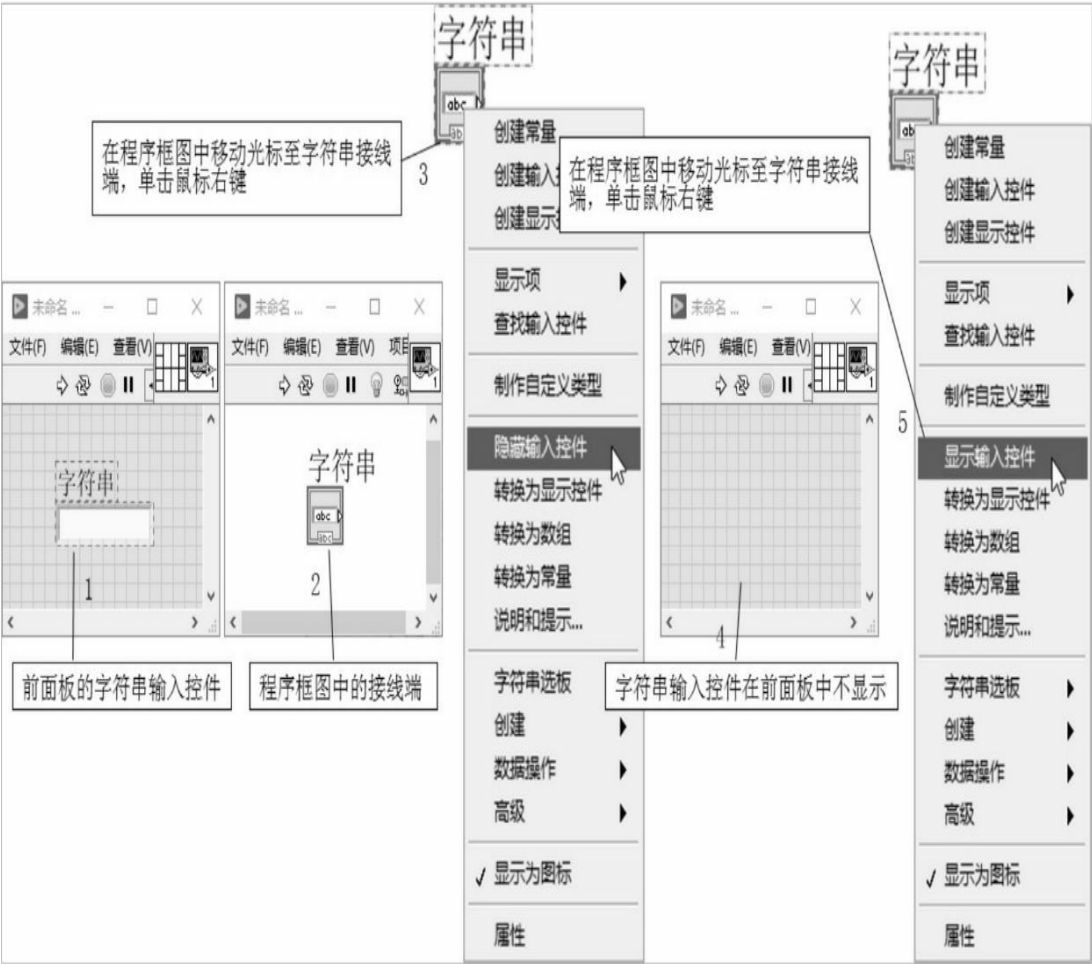 字符串
abc
在程序框图中移动光标至字符串接线
端，单击鼠标右键
3
创建常量
创建输入
创建显示
显示项
查找输入控件
制作自定义类型
隐藏输入控件
转换为显示控件
转换为数组
转换为常量
说明和提示...
字符串选板
创建
数据操作
高级
✓ 显示为图标
属性
未命名 ...
文件(F) 编辑(E) 查看(V)
1
字符串
1
前面板的字符串输入控件
未命名 ...
文件(F) 编辑(E) 查看(V) 项目
1
字符串
abc
abc
2
程序框图中的接线端
在程序框图中移动光标至字符串接线
端，单击鼠标右键
5
未命名 ...
文件(F) 编辑(E) 查看(V)
1
4
字符串输入控件在前面板中不显示
字符串
创建常量
创建输入控件
创建显示控件
显示项
查找输入控件
制作自定义类型
显示输入控件
转换为显示控件
转换为数组
转换为常量
说明和提示...
字符串选板
创建
数据操作
高级
✓ 显示为图标
属性